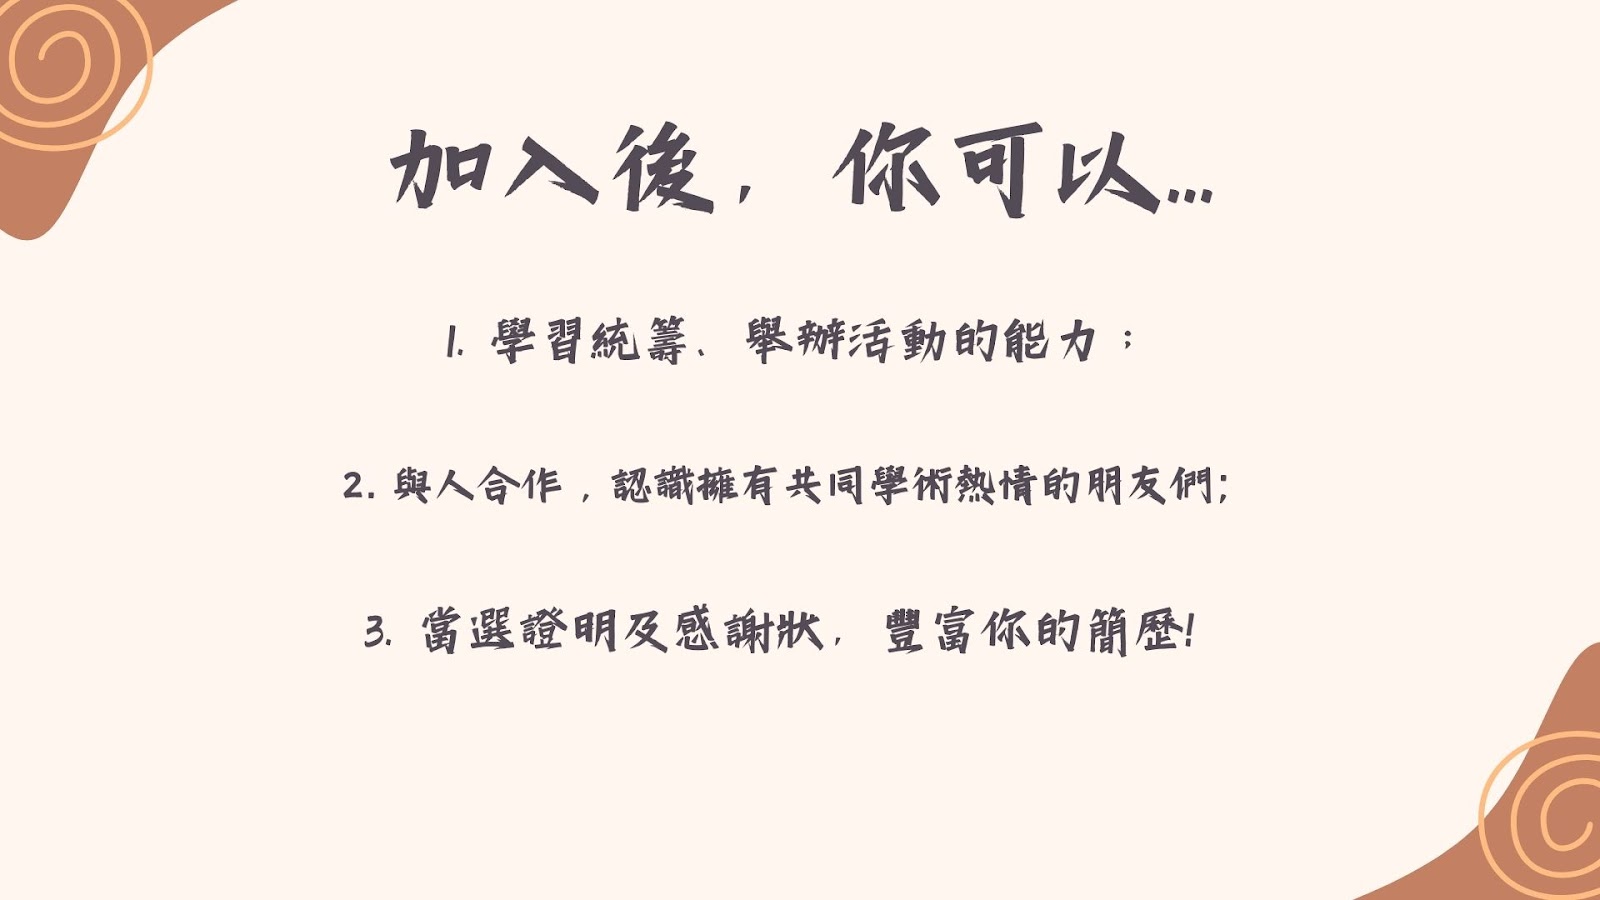 加入後，你可以...
1. 學習統籌、舉辦活動的能力；
2. 與人合作，認識擁有共同學術熱情的朋友們;
3. 當選證明及感謝狀，豐富你的簡歷!